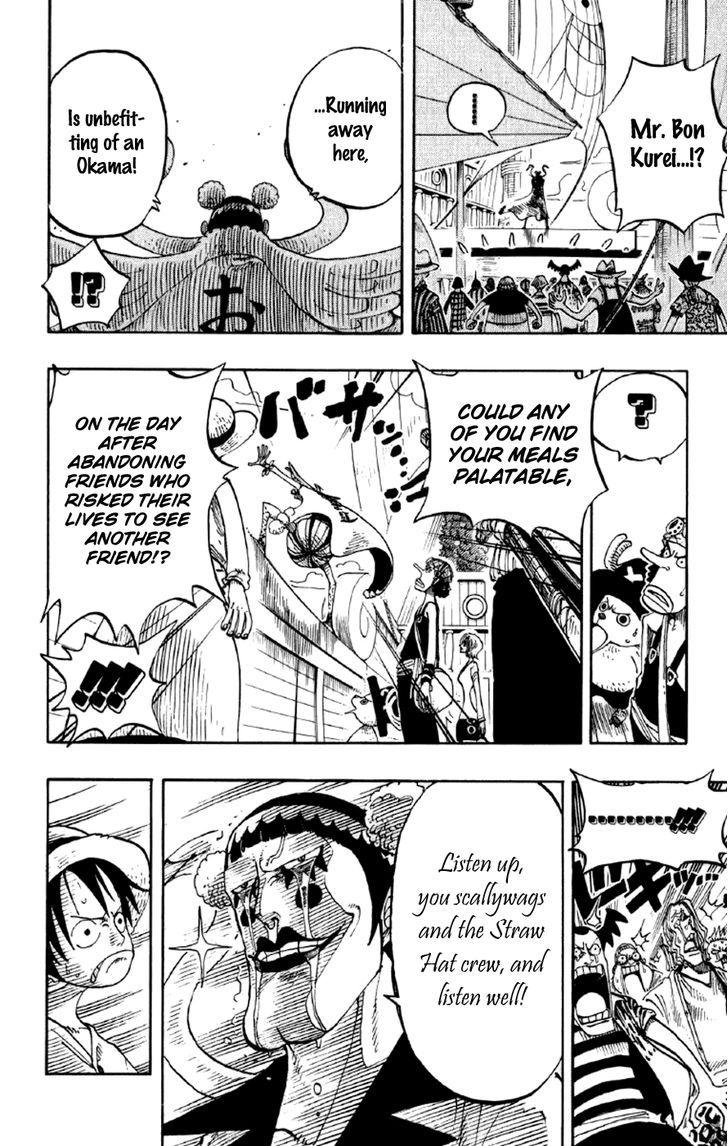 Mr. Bon
Kurei...!?
...Running
away
here,
Is unbefit-
ting of an
Okama!
お
!?
?
COULD ANY
OF YOU FIND
YOUR MEALS
PALATABLE,
バサッ
ON THE DAY
AFTER
ABANDONING
FRIENDS WHO
RISKED THEIR
LIVES TO SEE
ANOTHER
FRIEND!?
!!!!
.........!!!!
Listen up,
you scallywags
and the Straw
Hat crew, and
listen well!